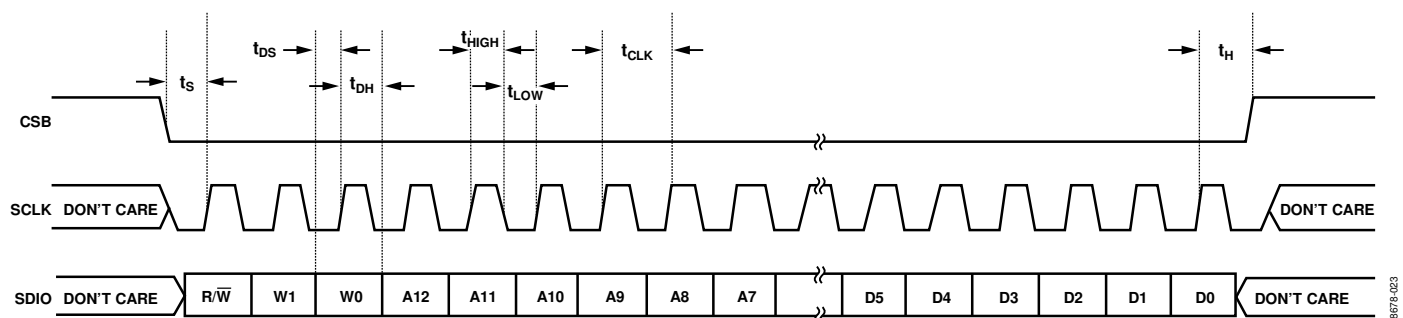 tDS
tHIGH
tCLK
tH
tS
tDH
tLOW
CSB
SCLK DON'T CARE
DON'T CARE
SDIO DON'T CARE R/W̅ W1 W0 A12 A11 A10 A9 A8 A7 D5 D4 D3 D2 D1 D0 DON'T CARE
8678-023